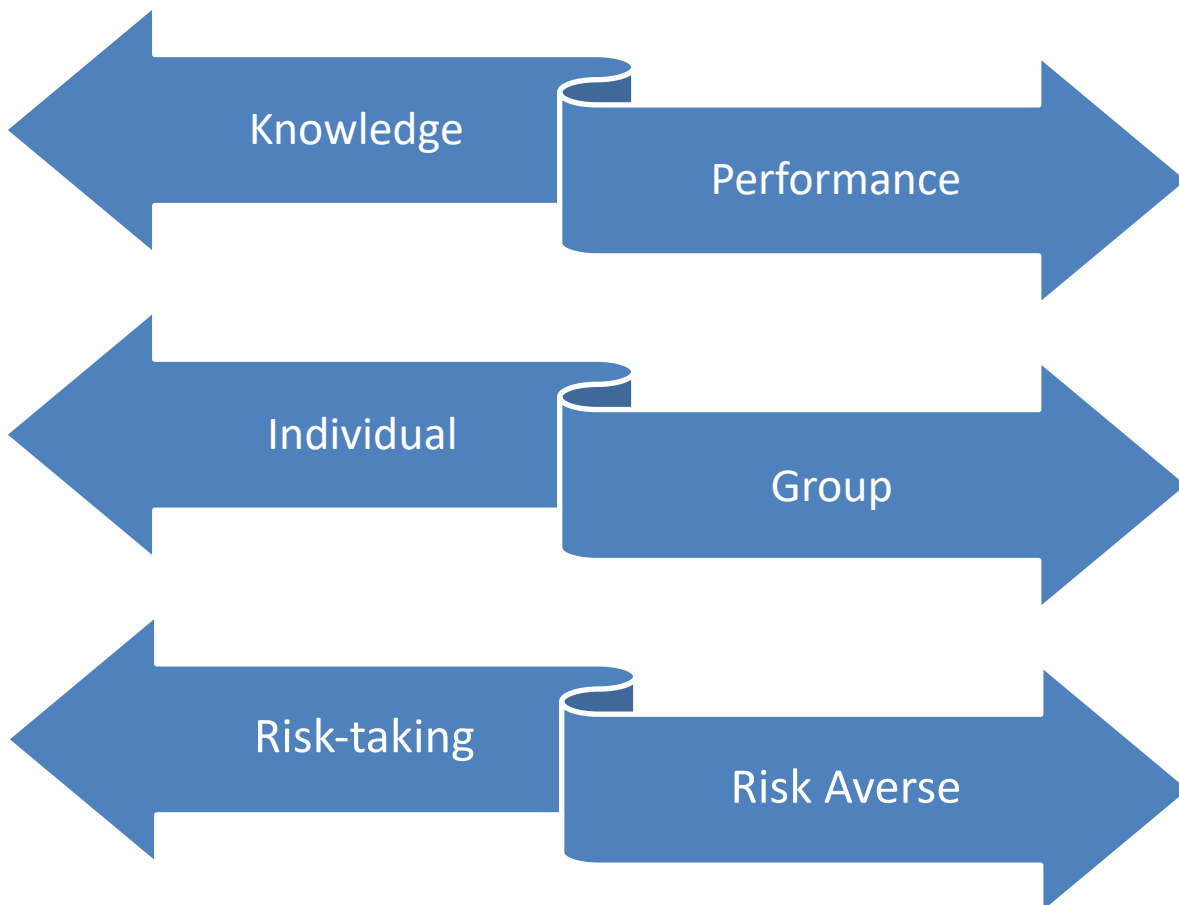 Knowledge
Performance
Individual
Group
Risk-taking
Risk Averse